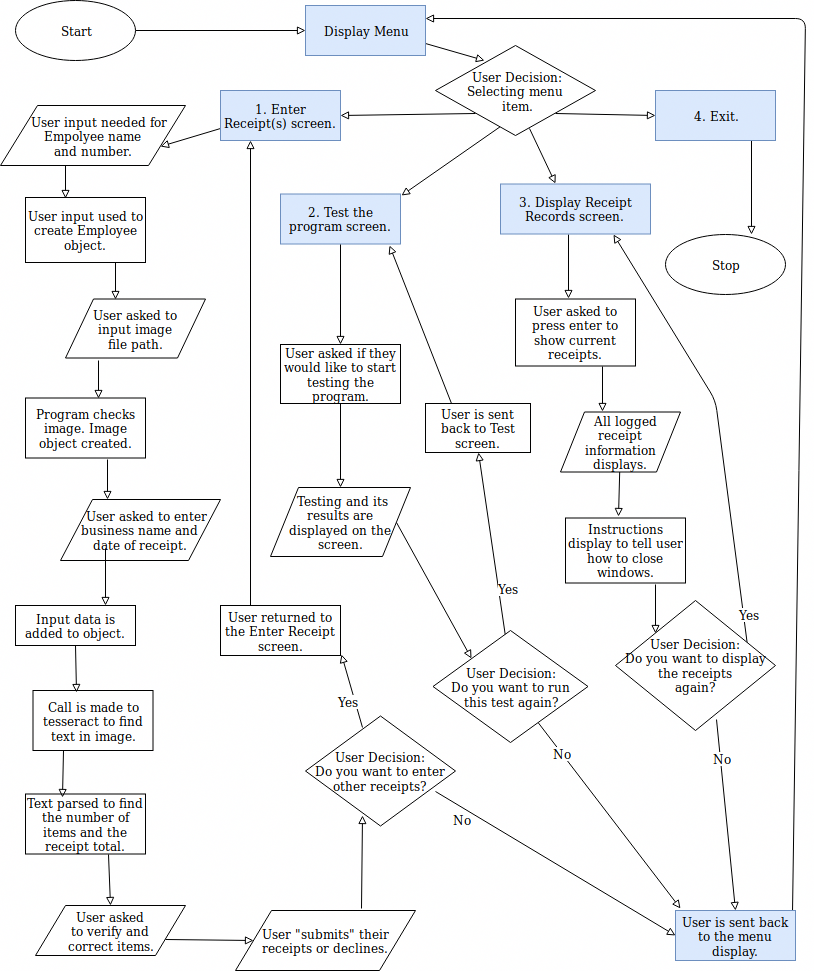 Start
Display Menu
User Decision:
Selecting menu
item.
1. Enter
Receipt(s) screen.
4. Exit.
User input needed for
Empolyee name
and number.
2. Test the
program screen.
3. Display Receipt
Records screen.
User input used to
create Employee
object.
Stop
User asked to
input image
file path.
User asked to
press enter to
show current
receipts.
User asked if they
would like to start
testing the
program.
Program checks
image. Image
object created.
User is sent
back to Test
screen.
All logged
receipt
information
displays.
User asked to enter
business name and
date of receipt.
Testing and its
results are
displayed on the
screen.
Instructions
display to tell user
how to close
windows.
Yes
Input data is
added to object.
User returned to
the Enter Receipt
screen.
Yes
User Decision:
Do you want to run
this test again?
User Decision:
Do you want to display
the receipts
again?
Call is made to
tesseract to find
text in image.
Yes
User Decision:
Do you want to enter
other receipts?
No
No
Text parsed to find
the number of
items and the
receipt total.
No
User asked
to verify and
correct items.
User "submits" their
receipts or declines.
User is sent back
to the menu
display.